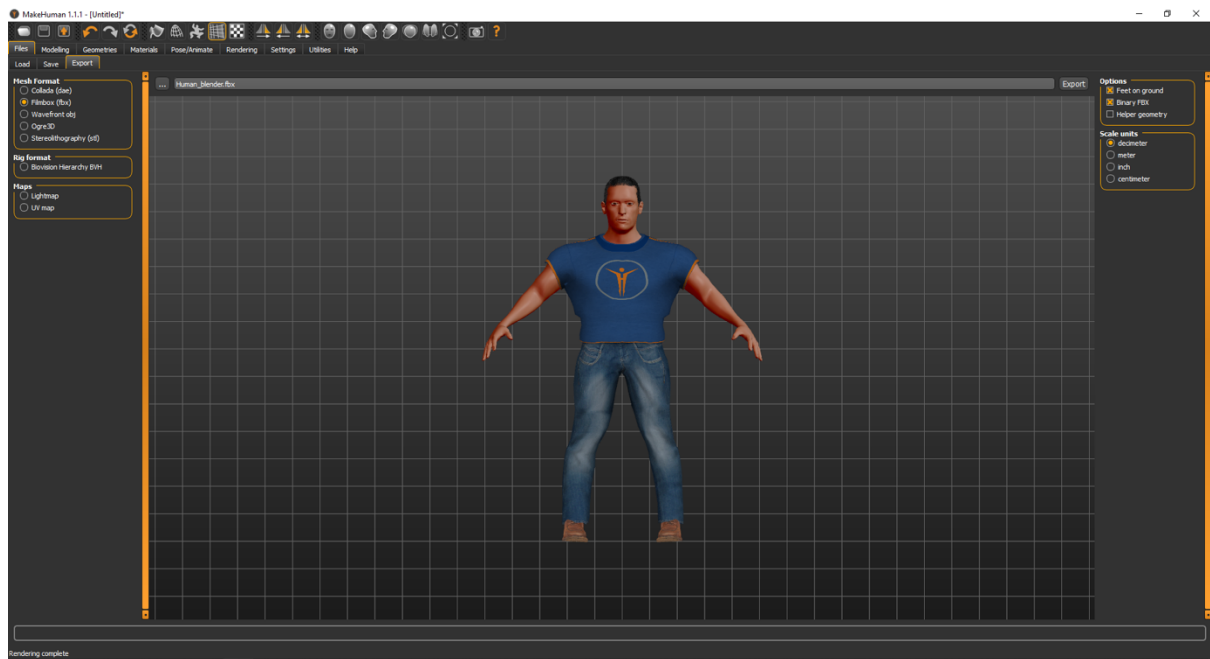 MakeHuman 1.1.1 - [Untitled]*
Files Modelling Geometries Materials Pose/Animate Rendering Settings Utilities Help
Load Save Export
Mesh Format
Collada (dae)
Filmbox (fbx)
Wavefront obj
Ogre3D
Stereolithography (stl)
Rig format
Biovision Hierarchy BVH
Maps
Lightmap
UV map
... Human_blender.fbx Export
Options
Feet on ground
Binary FBX
Helper geometry
Scale units
decimeter
meter
inch
centimeter
Rendering complete